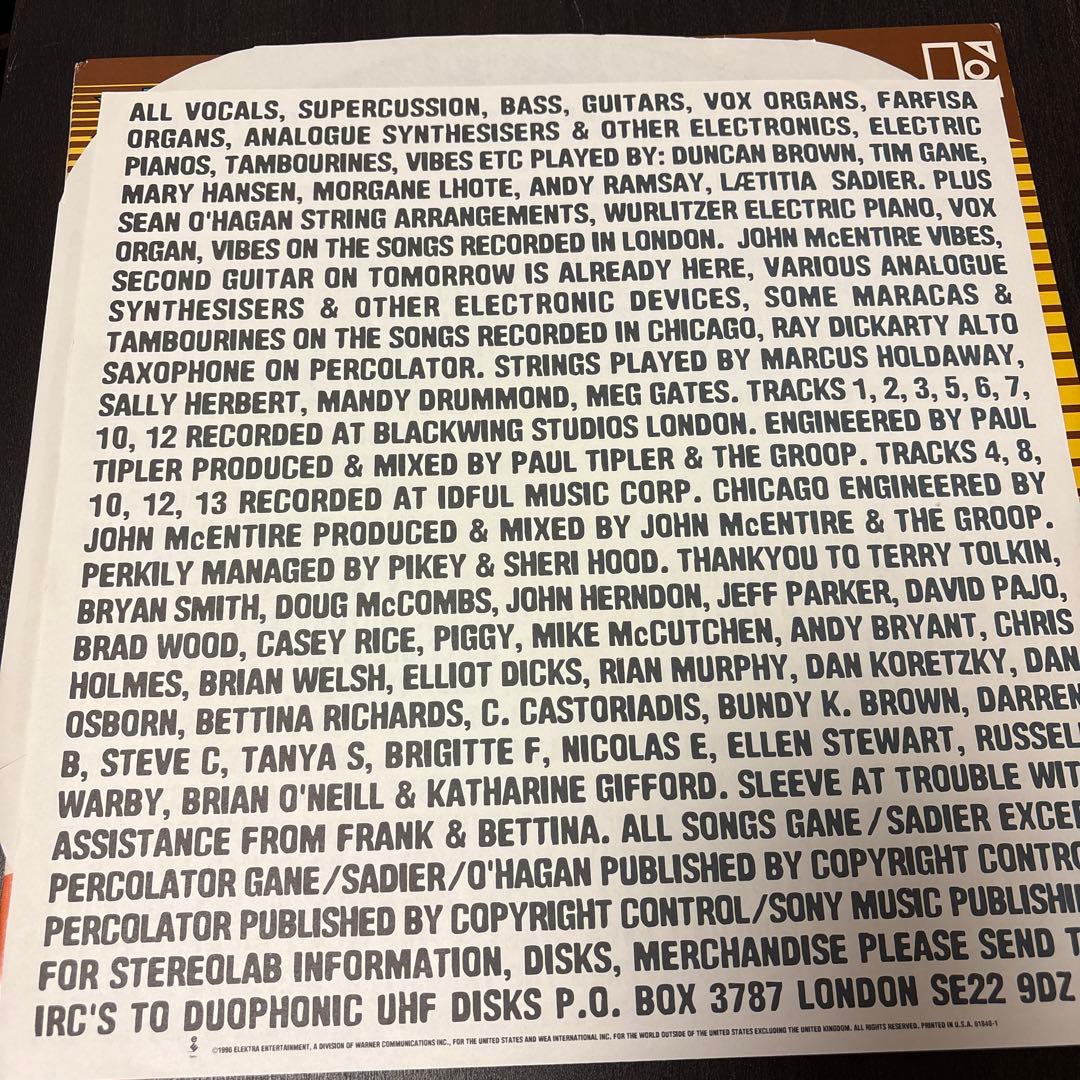 ALL VOCALS, SUPERCUSSION, BASS, GUITARS, VOX ORGANS, FARFISA
ORGANS, ANALOGUE SYNTHESISERS & OTHER ELECTRONICS, ELECTRIC
PIANOS, TAMBOURINES, VIBES ETC PLAYED BY: DUNCAN BROWN, TIM GANE,
MARY HANSEN, MORGANE LHOTE, ANDY RAMSAY, LÆTITIA SADIER. PLUS
SEAN O'HAGAN STRING ARRANGEMENTS, WURLITZER ELECTRIC PIANO, VOX
ORGAN, VIBES ON THE SONGS RECORDED IN LONDON. JOHN McENTIRE VIBES,
SECOND GUITAR ON TOMORROW IS ALREADY HERE, VARIOUS ANALOGUE
SYNTHESISERS & OTHER ELECTRONIC DEVICES, SOME MARACAS &
TAMBOURINES ON THE SONGS RECORDED IN CHICAGO, RAY DICKARTY ALTO
SAXOPHONE ON PERCOLATOR. STRINGS PLAYED BY MARCUS HOLDAWAY,
SALLY HERBERT, MANDY DRUMMOND, MEG GATES. TRACKS 1, 2, 3, 5, 6, 7,
10, 12 RECORDED AT BLACKWING STUDIOS LONDON. ENGINEERED BY PAUL
TIPLER PRODUCED & MIXED BY PAUL TIPLER & THE GROOP. TRACKS 4, 8,
10, 12, 13 RECORDED AT IDFUL MUSIC CORP. CHICAGO ENGINEERED BY
JOHN McENTIRE PRODUCED & MIXED BY JOHN McENTIRE & THE GROOP.
PERKILY MANAGED BY PIKEY & SHERI HOOD. THANKYOU TO TERRY TOLKIN,
BRYAN SMITH, DOUG McCOMBS, JOHN HERNDON, JEFF PARKER, DAVID PAJO,
BRAD WOOD, CASEY RICE, PIGGY, MIKE McCUTCHEN, ANDY BRYANT, CHRIS
HOLMES, BRIAN WELSH, ELLIOT DICKS, RIAN MURPHY, DAN KORETZKY, DAN
OSBORN, BETTINA RICHARDS, C. CASTORIADIS, BUNDY K. BROWN, DARREN
B, STEVE C, TANYA S, BRIGITTE F, NICOLAS E, ELLEN STEWART, RUSSELL
WARBY, BRIAN O'NEILL & KATHARINE GIFFORD. SLEEVE AT TROUBLE WIT
ASSISTANCE FROM FRANK & BETTINA. ALL SONGS GANE/SADIER EXCE
PERCOLATOR GANE/SADIER/O'HAGAN PUBLISHED BY COPYRIGHT CONTRO
PERCOLATOR PUBLISHED BY COPYRIGHT CONTROL/SONY MUSIC PUBLISHI
FOR STEREOLAB INFORMATION, DISKS, MERCHANDISE PLEASE SEND T
IRC'S TO DUOPHONIC UHF DISKS P.O. BOX 3787 LONDON SE22 9DZ
©1996 ELEKTRA ENTERTAINMENT, A DIVISION OF WARNER COMMUNICATIONS INC., FOR THE UNITED STATES AND WEA INTERNATIONAL INC. FOR THE WORLD OUTSIDE OF THE UNITED STATES EXCLUDING THE UNITED KINGDOM. ALL RIGHTS RESERVED. PRINTED IN U.S.A. 61840-1